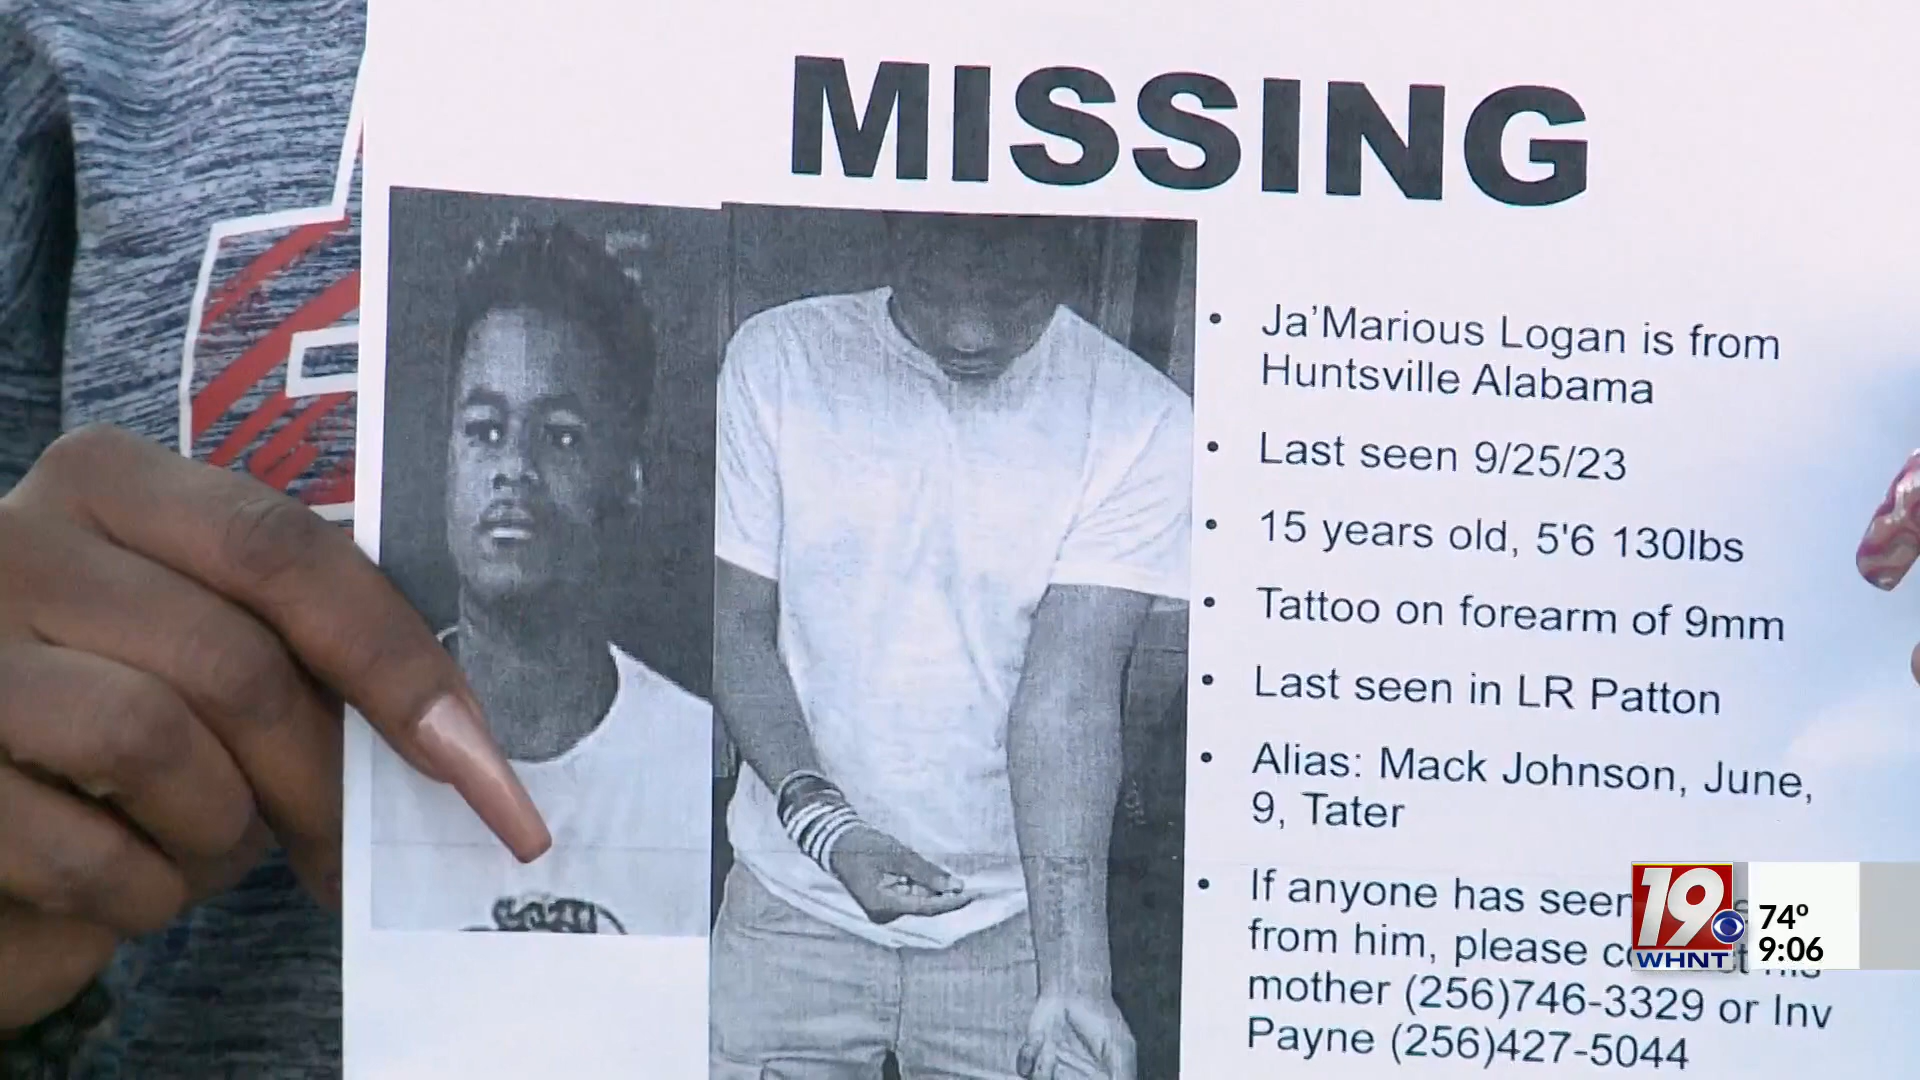 MISSING
• Ja'Marious Logan is from
Huntsville Alabama
• Last seen 9/25/23
• 15 years old, 5'6 130lbs
• Tattoo on forearm of 9mm
• Last seen in LR Patton
• Alias: Mack Johnson, June,
9, Tater
• If anyone has seen
from him, please
mother (256)746-3329 or Inv
Payne (256)427-5044
19
WHNT
74º
9:06